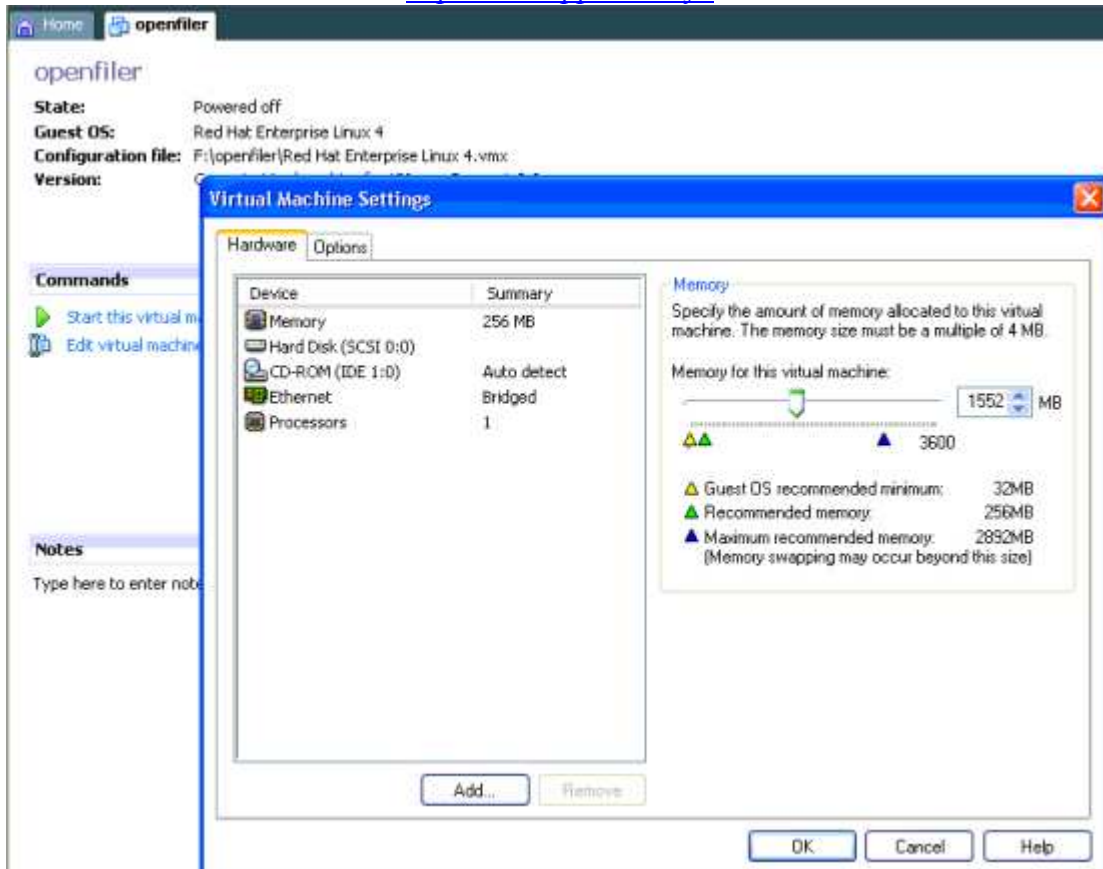 Home openfiler
openfiler
State: Powered off
Guest OS: Red Hat Enterprise Linux 4
Configuration file: F:\openfiler\Red Hat Enterprise Linux 4.vmx
Version:
Virtual Machine Settings
Hardware Options
Commands
Start this virtual m
Edit virtual machine
Device Summary
Memory 256 MB
Hard Disk (SCSI 0:0)
CD-ROM (IDE 1:0) Auto detect
Ethernet Bridged
Processors 1
Memory
Specify the amount of memory allocated to this virtual
machine. The memory size must be a multiple of 4 MB.
Memory for this virtual machine:
1552 MB
3600
Guest OS recommended minimum: 32MB
Recommended memory: 256MB
Maximum recommended memory: 2892MB
(Memory swapping may occur beyond this size)
Notes
Type here to enter note
Add... Remove
OK Cancel Help